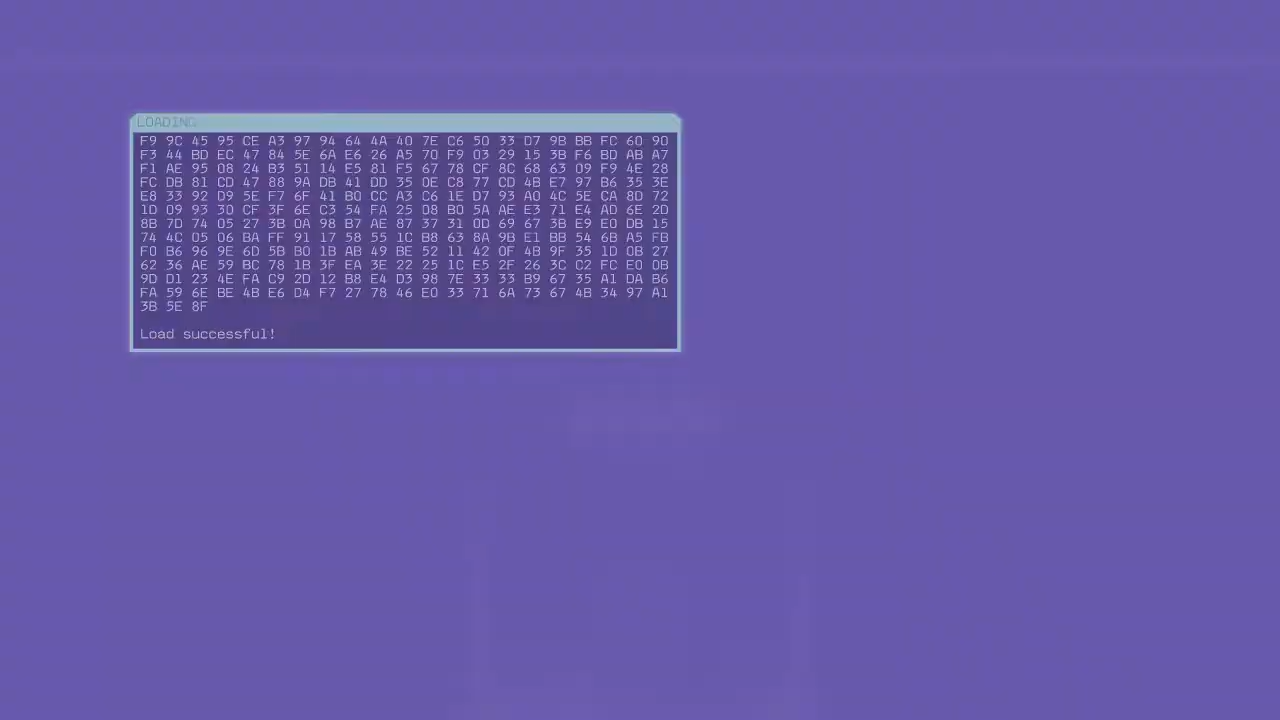 LOADING
F9 9C 45 95 CE A3 97 94 64 4A 40 7E C6 50 33 D7 9B BB FC 60 90
F3 44 BD EC 47 84 5E 6A E6 26 A5 70 F9 03 29 15 3B F6 BD AB A7
F1 AE 95 08 24 B3 51 14 E5 81 F5 67 78 CF 8C 68 63 09 F9 4E 28
FC DB 81 CD 47 88 9A DB 41 DD 35 0E C8 77 CD 4B E7 97 B6 35 3E
E8 33 92 D9 5E F7 6F 41 B0 CC A3 C6 1E D7 93 A0 4C 5E CA 8D 72
1D 09 93 3D CF 3F 6E C3 54 FA 25 D8 B0 5A AE E3 71 E4 AD 6E 2D
8B 7D 74 05 27 3B 0A 98 B7 AE 87 37 31 0D 69 67 3B E9 E0 DB 15
74 4C 05 06 BA FF 91 17 58 55 1C B8 63 8A 9B E1 BB 54 6B A5 FB
F0 B6 96 9E 6D 5B B0 1B AB 49 BE 52 11 42 0F 4B 9F 35 1D 0B 27
62 36 AE 59 BC 78 1B 3F EA 3E 22 25 1C E5 2F 26 3C C2 FC E0 0B
9D D1 23 4E FA C9 2D 12 B8 E4 D3 98 7E 33 33 B9 67 35 A1 DA B6
FA 59 6E BE 4B E6 D4 F7 27 78 46 E0 33 71 6A 73 67 4B 34 97 A1
3B 5E 8F
Load successful!